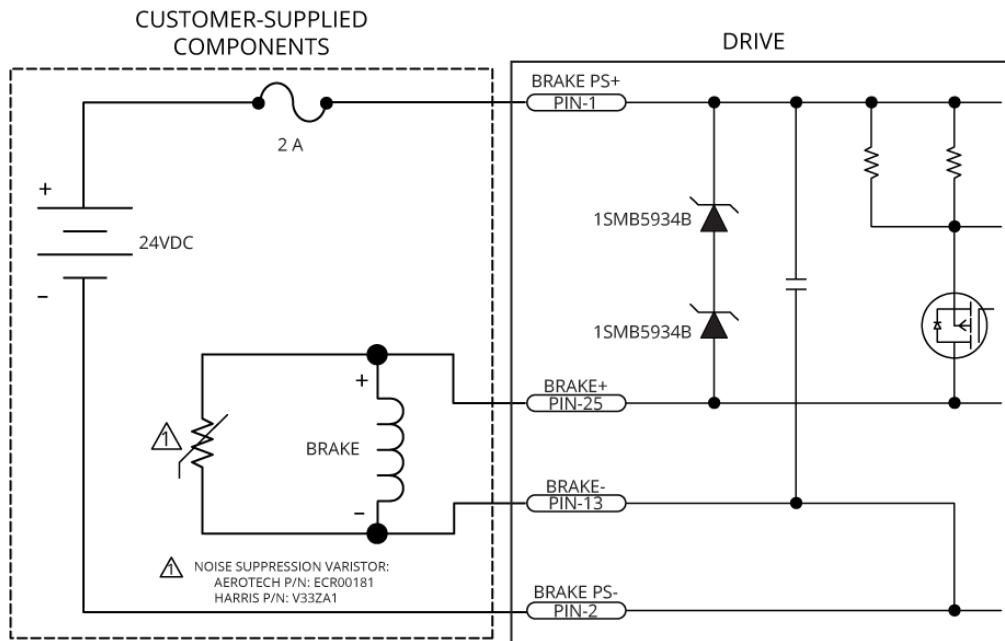 CUSTOMER-SUPPLIED
COMPONENTS
DRIVE
BRAKE PS+
PIN-1
2 A
+
24VDC
−
1SMB5934B
1SMB5934B
+
BRAKE
−
1
BRAKE+
PIN-25
BRAKE-
PIN-13
1 NOISE SUPPRESSION VARISTOR:
AEROTECH P/N: ECR00181
HARRIS P/N: V33ZA1
BRAKE PS-
PIN-2